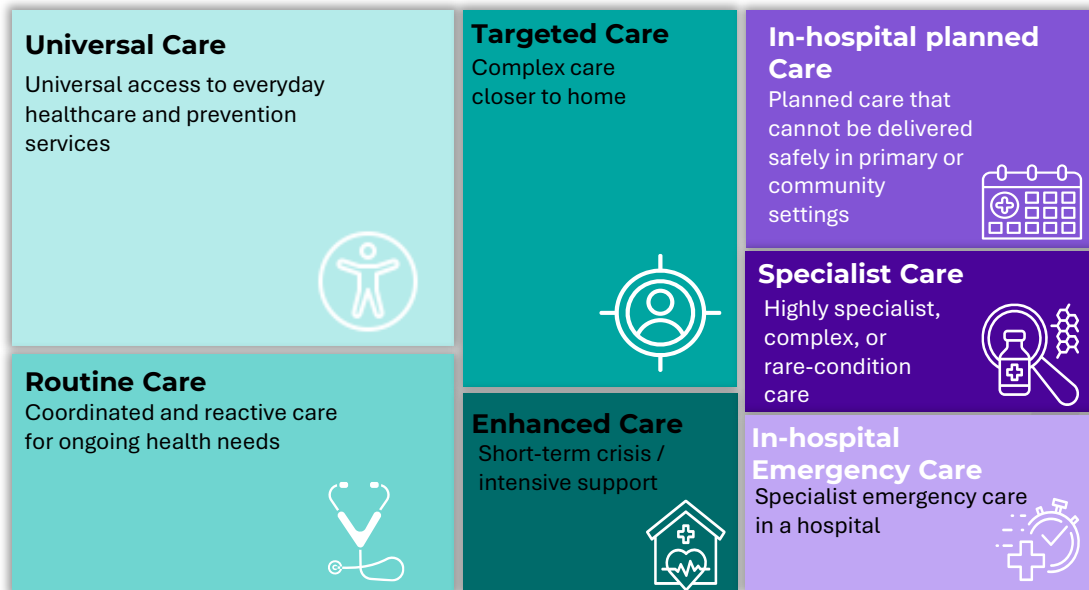 Universal Care
Universal access to everyday
healthcare and prevention
services
Routine Care
Coordinated and reactive care
for ongoing health needs
Targeted Care
Complex care
closer to home
Enhanced Care
Short-term crisis /
intensive support
In-hospital planned
Care
Planned care that
cannot be delivered
safely in primary or
community
settings
Specialist Care
Highly specialist,
complex, or
rare-condition
care
In-hospital
Emergency Care
Specialist emergency care
in a hospital